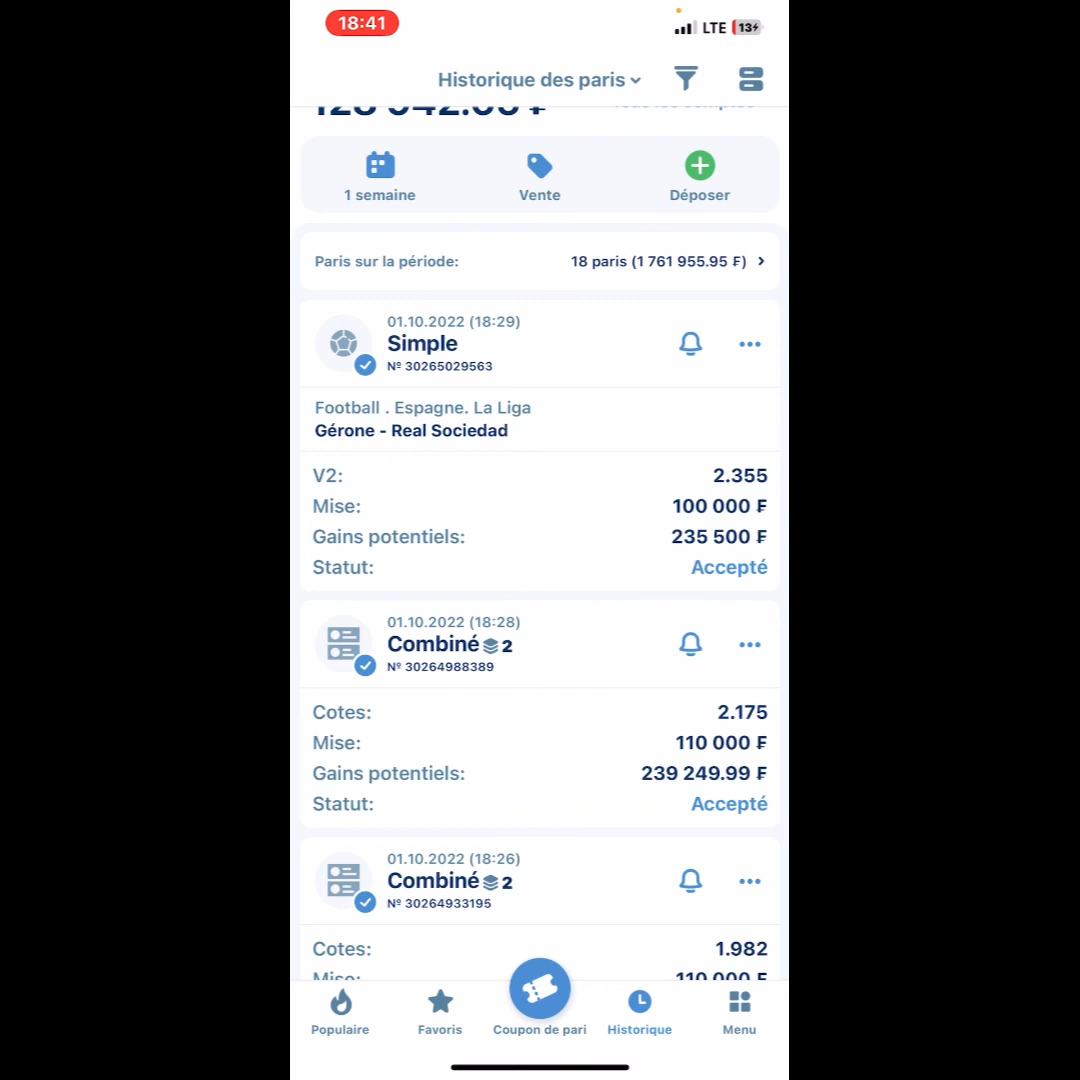 18:41
LTE 13
Historique des paris
1 semaine
Vente
Déposer
Paris sur la période:
18 paris (1 761 955.95 ₣)
01.10.2022 (18:29)
Simple
Nº 30265029563
Football . Espagne. La Liga
Gérone - Real Sociedad
V2:
2.355
Mise:
100 000 ₣
Gains potentiels:
235 500 ₣
Statut:
Accepté
01.10.2022 (18:28)
Combiné 2
Nº 30264988389
Cotes:
2.175
Mise:
110 000 ₣
Gains potentiels:
239 249.99 ₣
Statut:
Accepté
01.10.2022 (18:26)
Combiné 2
Nº 30264933195
Cotes:
1.982
Mise:
110 000 ₣
Populaire
Favoris
Coupon de pari
Historique
Menu